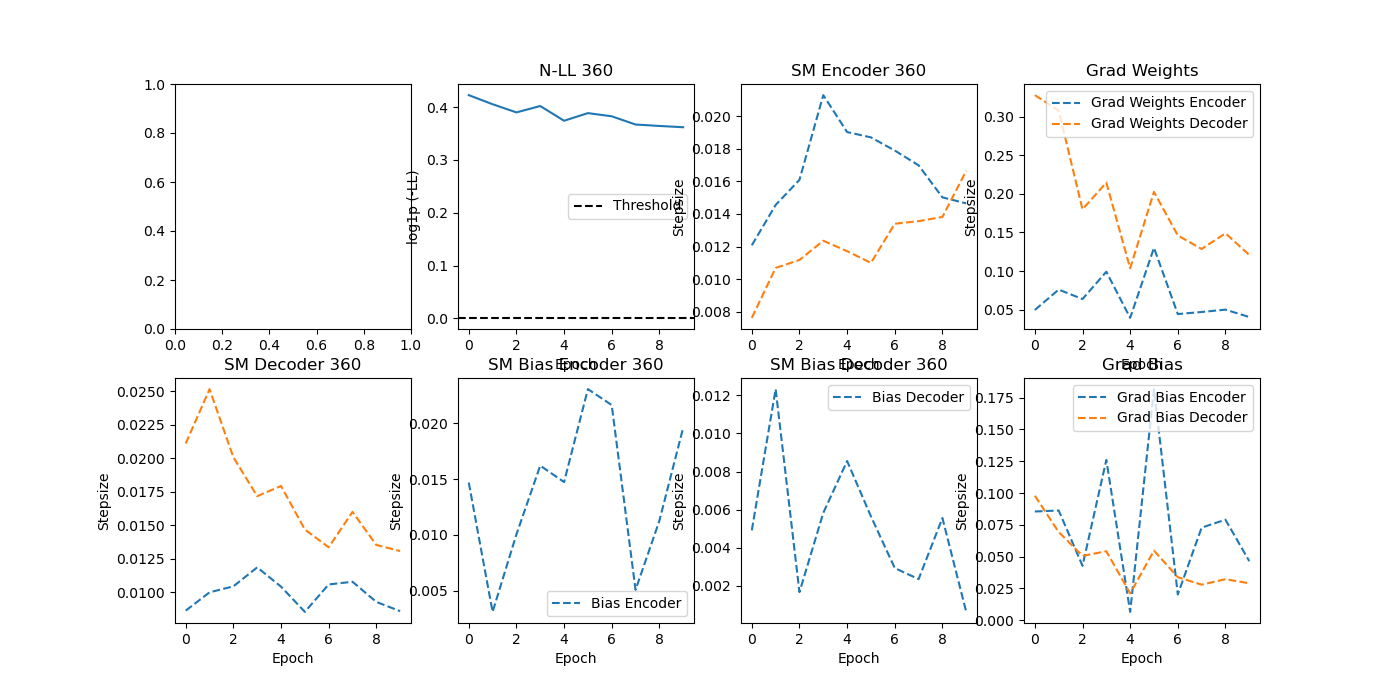 N-LL 360
SM Encoder 360
Grad Weights
1.0
0.8
0.6
0.4
0.2
0.0
0.0 0.2 0.4 0.6 0.8 1.0
log1p (-LL)
0.4
0.3
0.2
0.1
0.0
Threshold
0 2 4 6 8
Epoch
Stepsize
0.020
0.018
0.016
0.014
0.012
0.010
0.008
0 2 4 6 8
Epoch
Stepsize
0.30
0.25
0.20
0.15
0.10
0.05
Grad Weights Encoder
Grad Weights Decoder
0 2 4 6 8
Epoch
SM Decoder 360
SM Bias Encoder 360
SM Bias Decoder 360
Grad Bias
Stepsize
0.0250
0.0225
0.0200
0.0175
0.0150
0.0125
0.0100
0 2 4 6 8
Epoch
Stepsize
0.020
0.015
0.010
0.005
Bias Encoder
0 2 4 6 8
Epoch
Stepsize
0.012
0.010
0.008
0.006
0.004
0.002
Bias Decoder
0 2 4 6 8
Epoch
Stepsize
0.175
0.150
0.125
0.100
0.075
0.050
0.025
0.000
Grad Bias Encoder
Grad Bias Decoder
0 2 4 6 8
Epoch